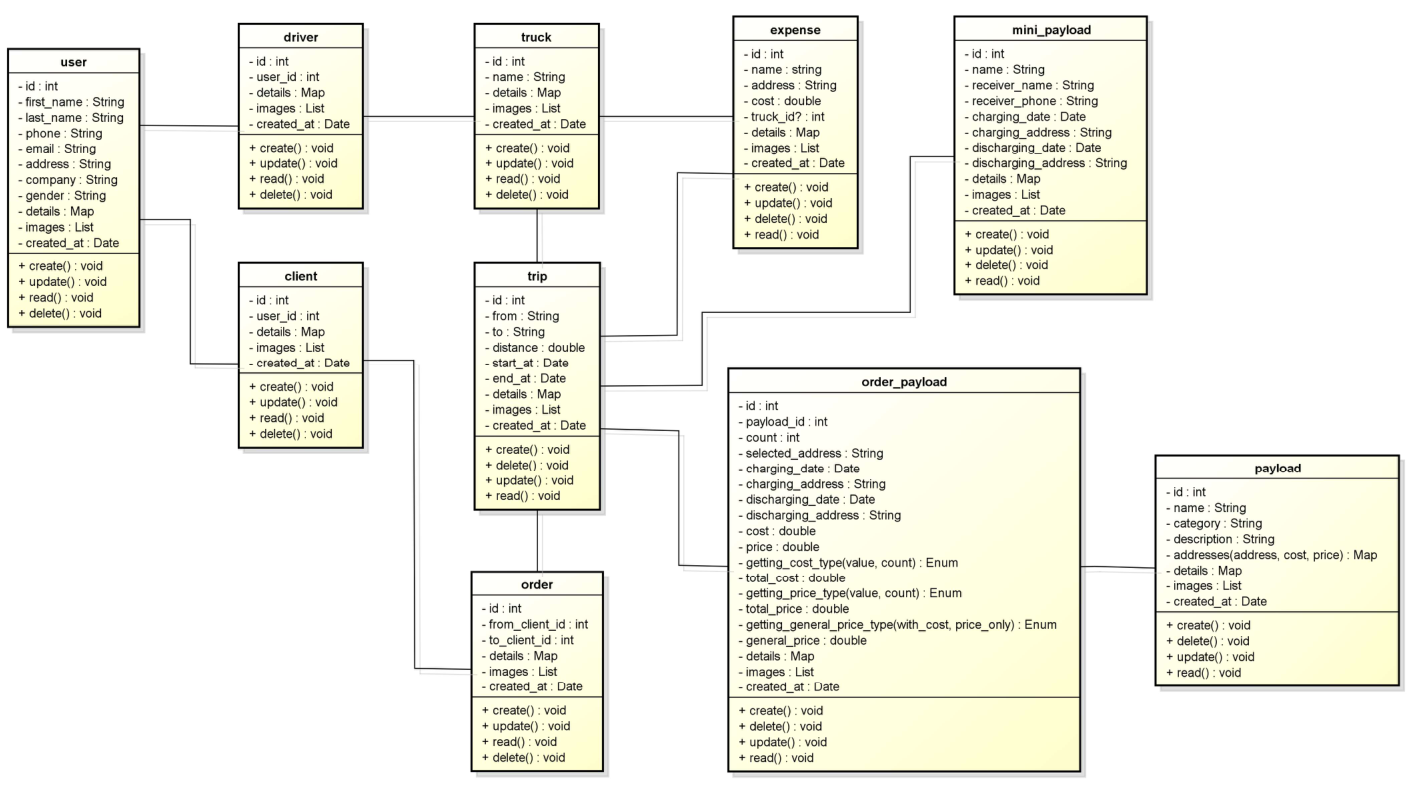 user
- id : int
- first_name : String
- last_name : String
- phone : String
- email : String
- address : String
- company : String
- gender : String
- details : Map
- images : List
- created_at : Date
+ create() : void
+ update() : void
+ read() : void
+ delete() : void
driver
- id : int
- user_id : int
- details : Map
- images : List
- created_at : Date
+ create() : void
+ update() : void
+ read() : void
+ delete() : void
truck
- id : int
- name : String
- details : Map
- images : List
- created_at : Date
+ create() : void
+ update() : void
+ read() : void
+ delete() : void
expense
- id : int
- name : string
- address : String
- cost : double
- truck_id? : int
- details : Map
- images : List
- created_at : Date
+ create() : void
+ update() : void
+ delete() : void
+ read() : void
mini_payload
- id : int
- name : String
- receiver_name : String
- receiver_phone : String
- charging_date : Date
- charging_address : String
- discharging_date : Date
- discharging_address : String
- details : Map
- images : List
- created_at : Date
+ create() : void
+ update() : void
+ delete() : void
+ read() : void
client
- id : int
- user_id : int
- details : Map
- images : List
- created_at : Date
+ create() : void
+ update() : void
+ read() : void
+ delete() : void
trip
- id : int
- from : String
- to : String
- distance : double
- start_at : Date
- end_at : Date
- details : Map
- images : List
- created_at : Date
+ create() : void
+ delete() : void
+ update() : void
+ read() : void
order_payload
- id : int
- payload_id : int
- count : int
- selected_address : String
- charging_date : Date
- charging_address : String
- discharging_date : Date
- discharging_address : String
- cost : double
- price : double
- getting_cost_type(value, count) : Enum
- total_cost : double
- getting_price_type(value, count) : Enum
- total_price : double
- getting_general_price_type(with_cost, price_only) : Enum
- general_price : double
- details : Map
- images : List
- created_at : Date
+ create() : void
+ delete() : void
+ update() : void
+ read() : void
payload
- id : int
- name : String
- category : String
- description : String
- addresses(address, cost, price) : Map
- details : Map
- images : List
- created_at : Date
+ create() : void
+ delete() : void
+ update() : void
+ read() : void
order
- id : int
- from_client_id : int
- to_client_id : int
- details : Map
- images : List
- created_at : Date
+ create() : void
+ update() : void
+ read() : void
+ delete() : void